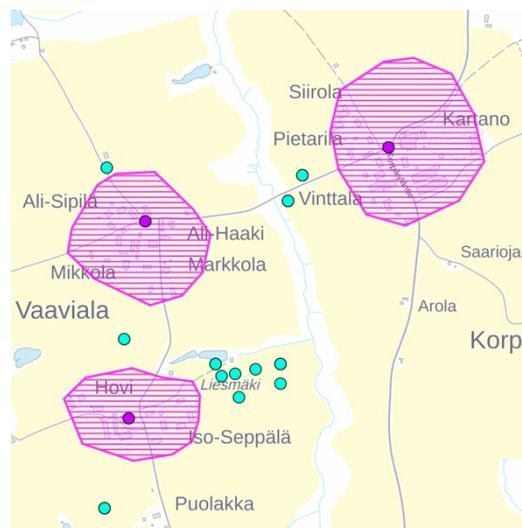 Siirola
Kartano
Pietarila
Korpikyläntie
Ali-Sipilä
Vinttala
Ali-Haaki
Saarioja
Mikkola
Markkola
Vaaviala
Arola
Korp
Hovi
Liesmäki
Iso-Seppälä
Puolakka